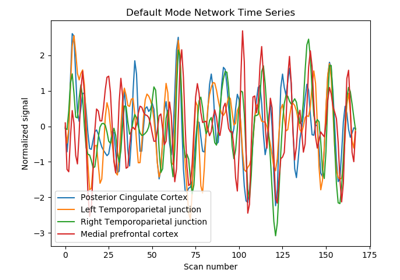 Default Mode Network Time Series
Normalized signal
2
1
0
−1
−2
−3
Posterior Cingulate Cortex
Left Temporoparietal junction
Right Temporoparietal junction
Medial prefrontal cortex
0 25 50 75 100 125 150 175
Scan number